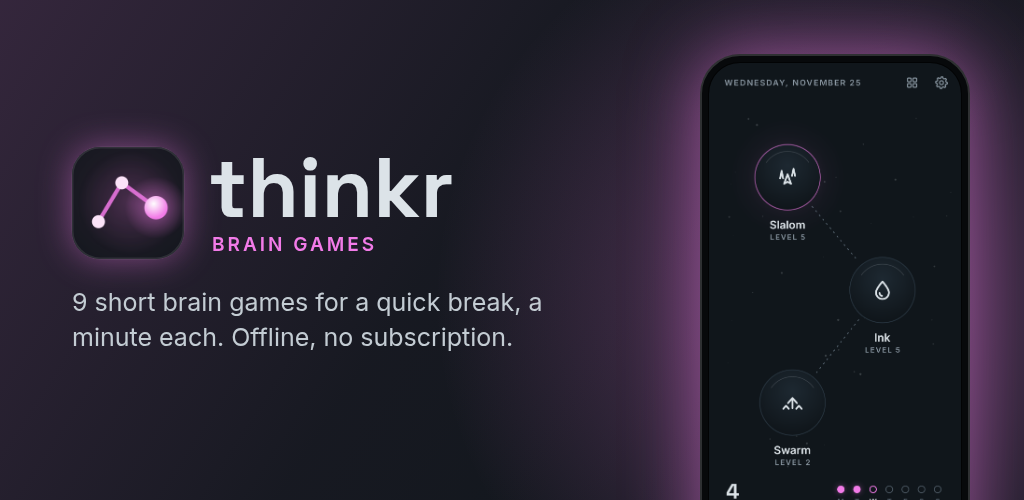 thinkr
BRAIN GAMES
9 short brain games for a quick break, a
minute each. Offline, no subscription.
WEDNESDAY, NOVEMBER 25
Slalom
LEVEL 5
Ink
LEVEL 5
Swarm
LEVEL 2
4